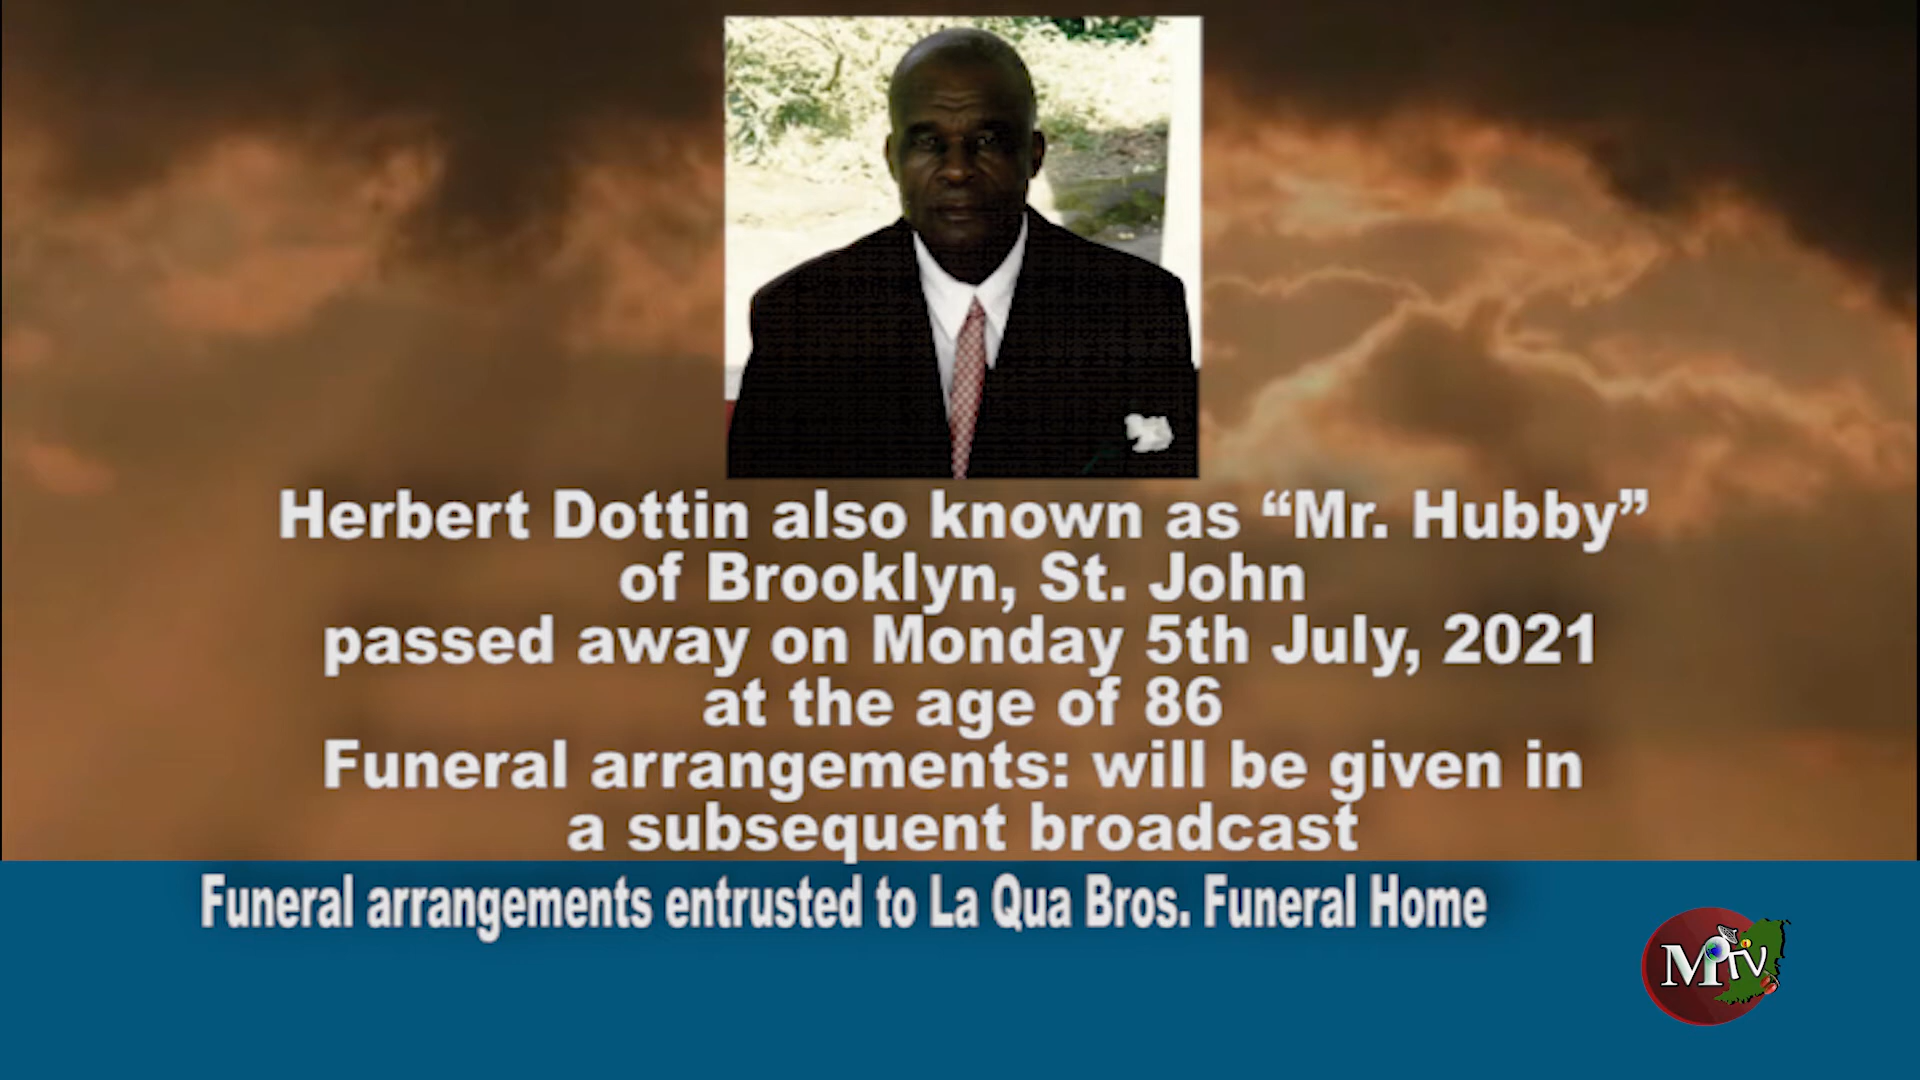 Herbert Dottin also known as “Mr. Hubby”
of Brooklyn, St. John
passed away on Monday 5th July, 2021
at the age of 86
Funeral arrangements: will be given in
a subsequent broadcast
Funeral arrangements entrusted to La Qua Bros. Funeral Home
MTV